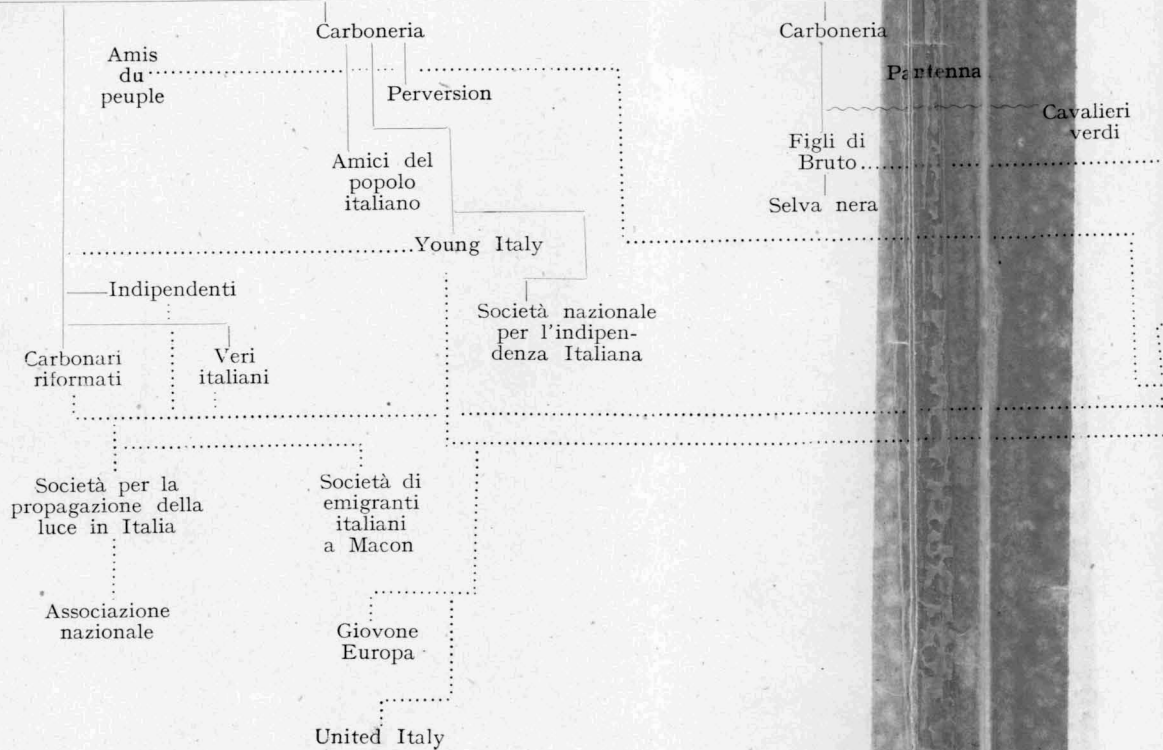 Carboneria
Amis
du
peuple
Perversion
Amici del
popolo
italiano
Young Italy
Indipendenti
Società nazionale
per l'indipen-
denza Italiana
Carbonari
riformati
Veri
italiani
Società per la
propagazione della
luce in Italia
Società di
emigranti
italiani
a Macon
Associazione
nazionale
Giovone
Europa
United Italy
Carboneria
Pantenna
Cavalieri
verdi
Figli di
Bruto
Selva nera